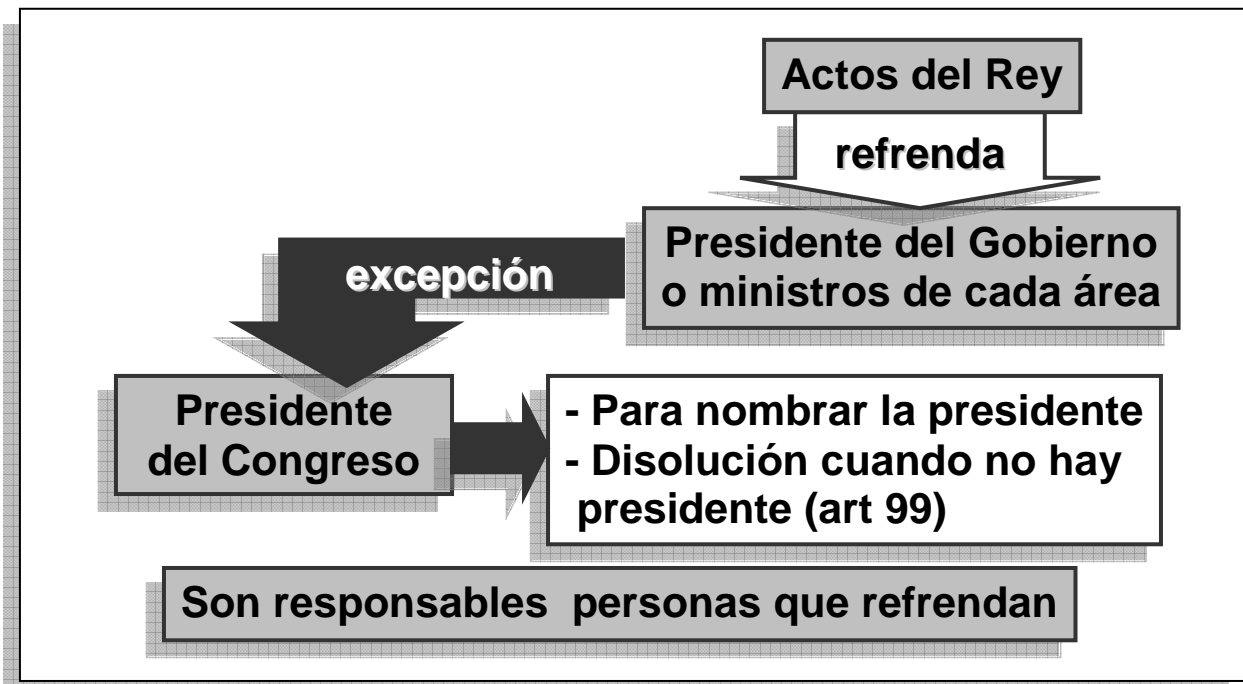 Actos del Rey
refrenda
Presidente del Gobierno
o ministros de cada área
excepción
Presidente
del Congreso
- Para nombrar la presidente
- Disolución cuando no hay
presidente (art 99)
Son responsables personas que refrendan